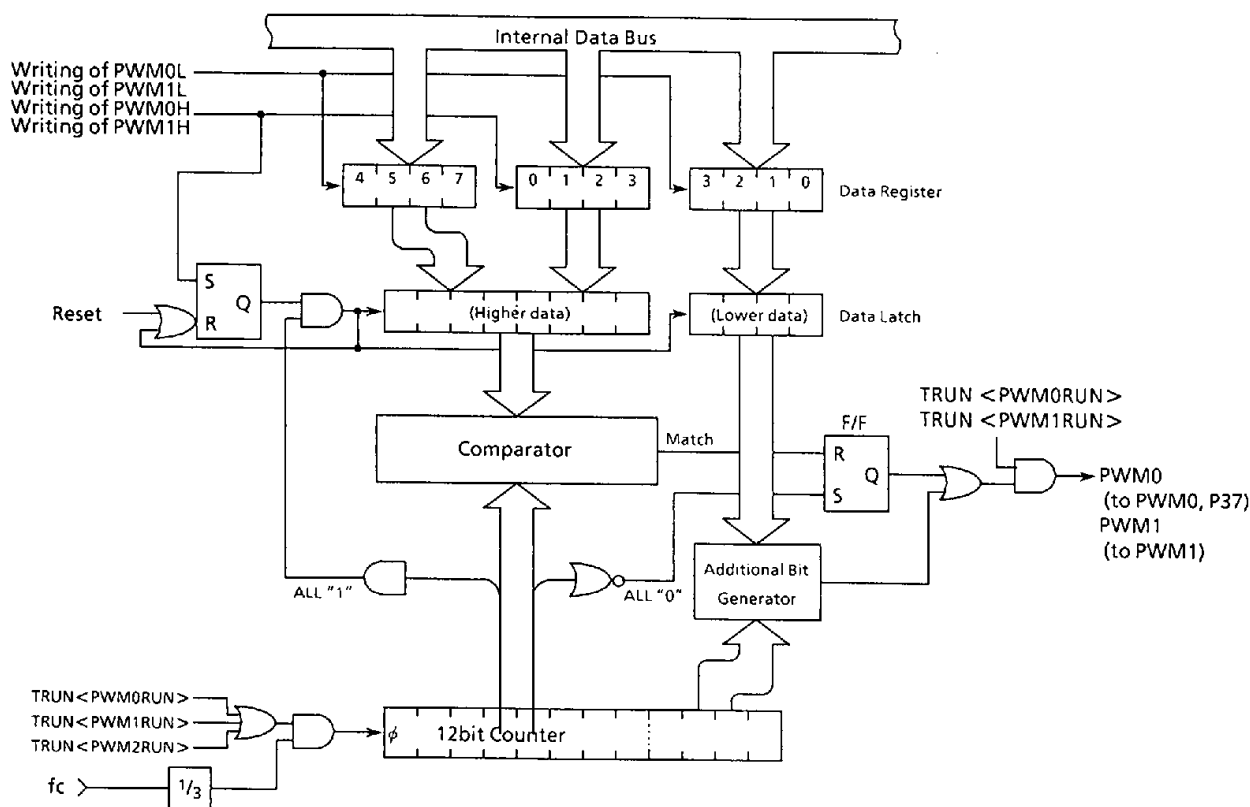 Internal Data Bus
Writing of PWM0L
Writing of PWM1L
Writing of PWM0H
Writing of PWM1H
4 5 6 7
0 1 2 3
3 2 1 0
Data Register
S
Q
R
Reset
(Higher data)
(Lower data)
Data Latch
TRUN <PWM0RUN>
TRUN <PWM1RUN>
F/F
Comparator
Match
R
Q
S
PWM0
(to PWM0, P37)
PWM1
(to PWM1)
ALL "1"
ALL "0"
Additional Bit
Generator
TRUN<PWM0RUN>
TRUN<PWM1RUN>
TRUN<PWM2RUN>
ϕ
12bit Counter
fc
1/3